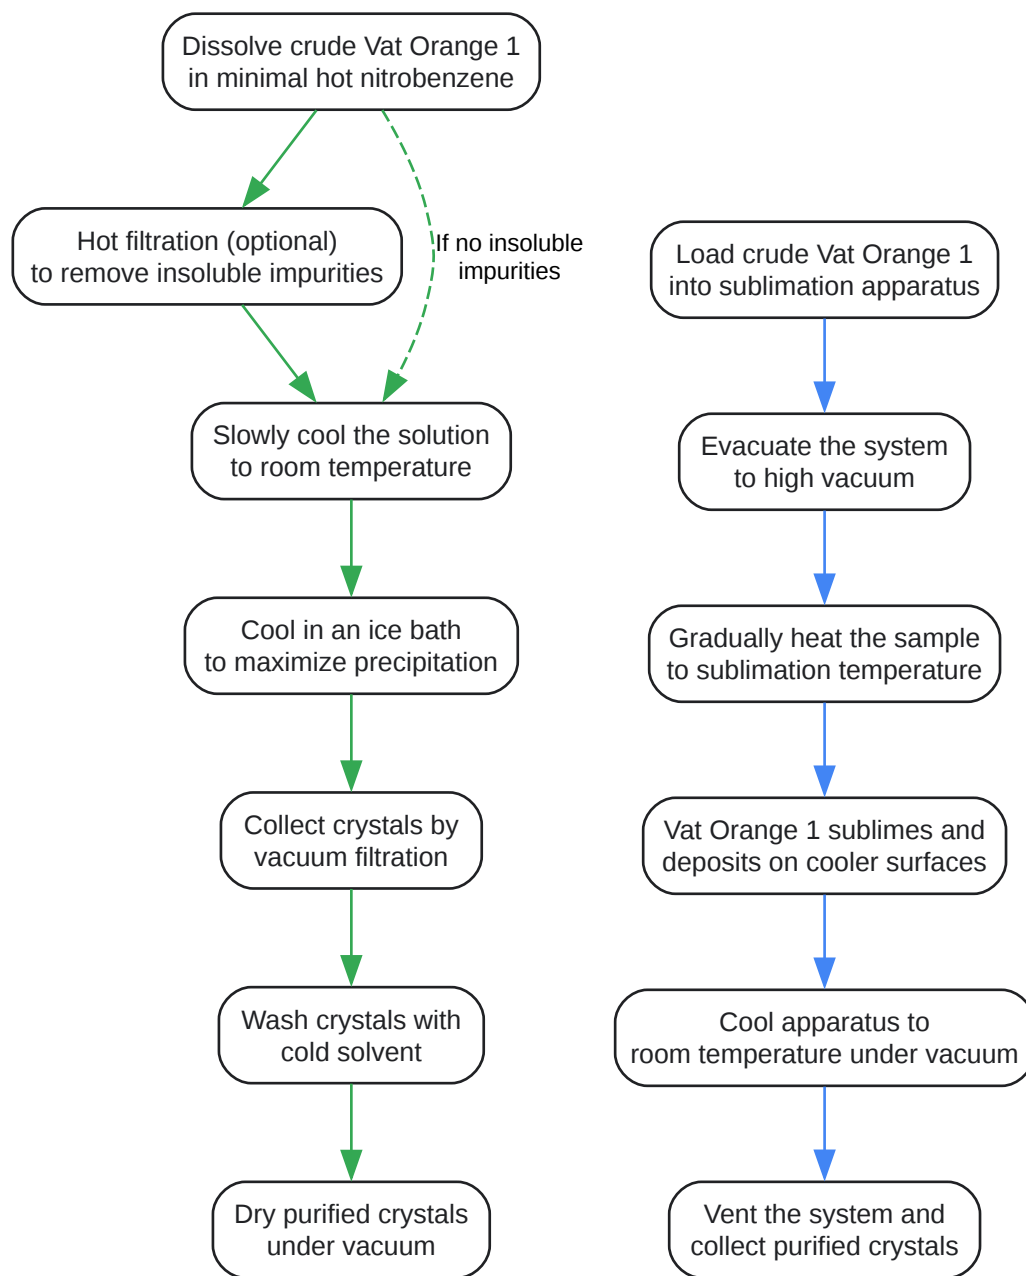 Dissolve crude Vat Orange 1
in minimal hot nitrobenzene
Hot filtration (optional)
to remove insoluble impurities
If no insoluble
impurities
Slowly cool the solution
to room temperature
Cool in an ice bath
to maximize precipitation
Collect crystals by
vacuum filtration
Wash crystals with
cold solvent
Dry purified crystals
under vacuum
Load crude Vat Orange 1
into sublimation apparatus
Evacuate the system
to high vacuum
Gradually heat the sample
to sublimation temperature
Vat Orange 1 sublimes and
deposits on cooler surfaces
Cool apparatus to
room temperature under vacuum
Vent the system and
collect purified crystals